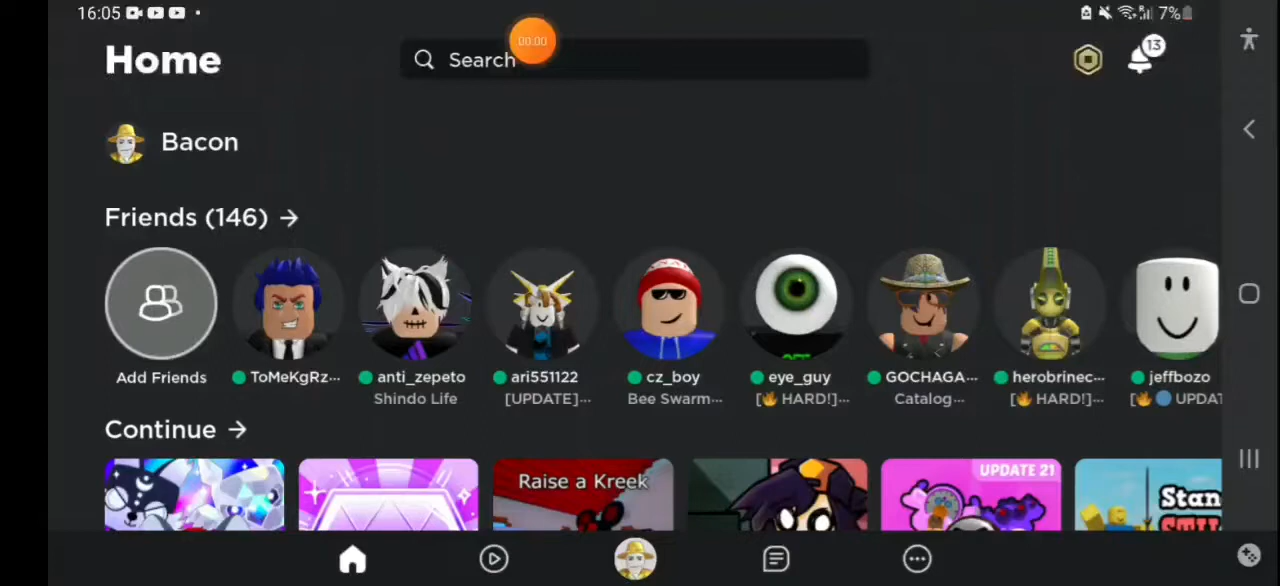 16:05
7%
Home
Search
00:00
13
Bacon
Friends (146) →
Add Friends
ToMeKgRz...
anti_zepeto
Shindo Life
ari551122
[UPDATE]...
cz_boy
Bee Swarm...
eye_guy
[🔥 HARD!]...
GOCHAGA...
Catalog...
herobrinec...
[🔥 HARD!]...
jeffbozo
[🔥🔵 UPDAT
Continue →
Raise a Kreek
UPDATE 21
Stan